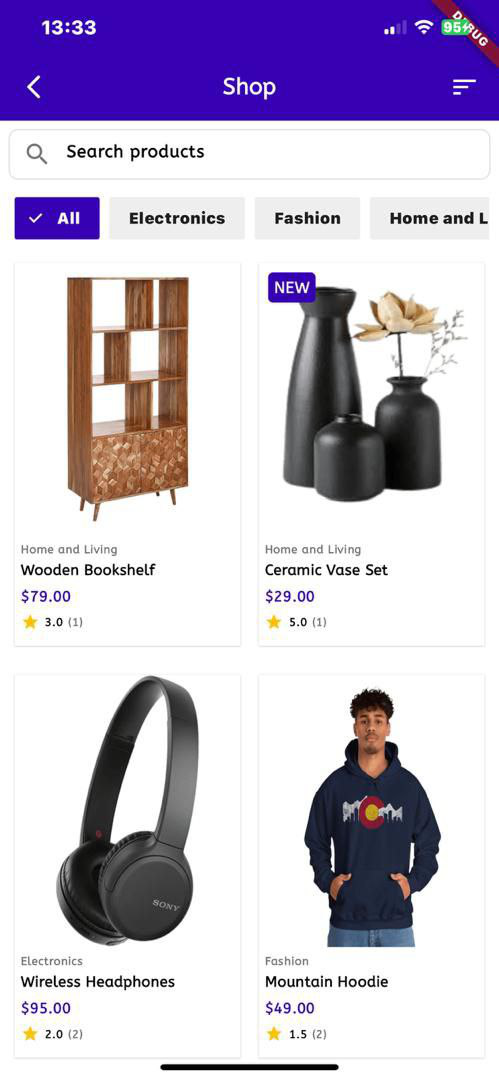 13:33
95
DEBUG
Shop
Search products
All
Electronics
Fashion
Home and L
NEW
Home and Living
Wooden Bookshelf
$79.00
3.0 (1)
Home and Living
Ceramic Vase Set
$29.00
5.0 (1)
SONY
Electronics
Wireless Headphones
$95.00
2.0 (2)
Fashion
Mountain Hoodie
$49.00
1.5 (2)